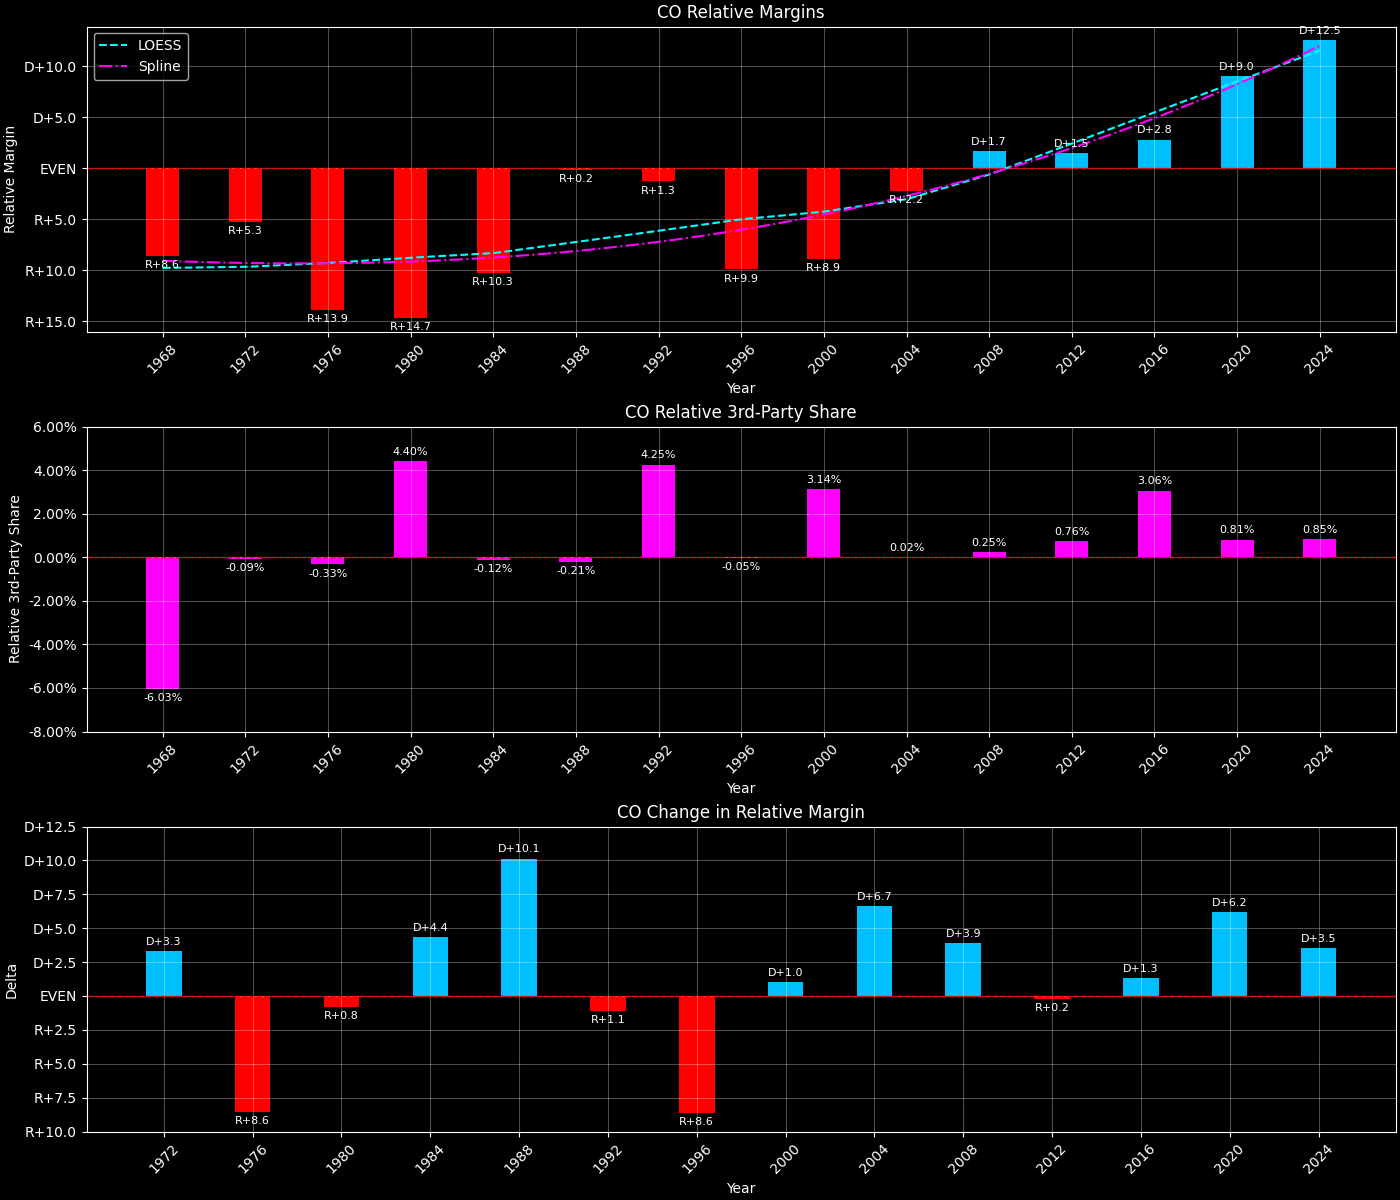 CO Relative Margins
LOESS
Spline
Relative Margin
D+10.0
D+5.0
EVEN
R+5.0
R+10.0
R+15.0
R+8.6
R+5.3
R+13.9
R+14.7
R+10.3
R+0.2
R+1.3
R+9.9
R+8.9
R+2.2
D+1.7
D+1.5
D+2.8
D+9.0
D+12.5
1968 1972 1976 1980 1984 1988 1992 1996 2000 2004 2008 2012 2016 2020 2024
Year
CO Relative 3rd-Party Share
Relative 3rd-Party Share
6.00%
4.00%
2.00%
0.00%
-2.00%
-4.00%
-6.00%
-8.00%
-6.03%
-0.09%
-0.33%
4.40%
-0.12%
-0.21%
4.25%
-0.05%
3.14%
0.02%
0.25%
0.76%
3.06%
0.81%
0.85%
1968 1972 1976 1980 1984 1988 1992 1996 2000 2004 2008 2012 2016 2020 2024
Year
CO Change in Relative Margin
Delta
D+12.5
D+10.0
D+7.5
D+5.0
D+2.5
EVEN
R+2.5
R+5.0
R+7.5
R+10.0
D+3.3
R+8.6
R+0.8
D+4.4
D+10.1
R+1.1
R+8.6
D+1.0
D+6.7
D+3.9
R+0.2
D+1.3
D+6.2
D+3.5
1972 1976 1980 1984 1988 1992 1996 2000 2004 2008 2012 2016 2020 2024
Year